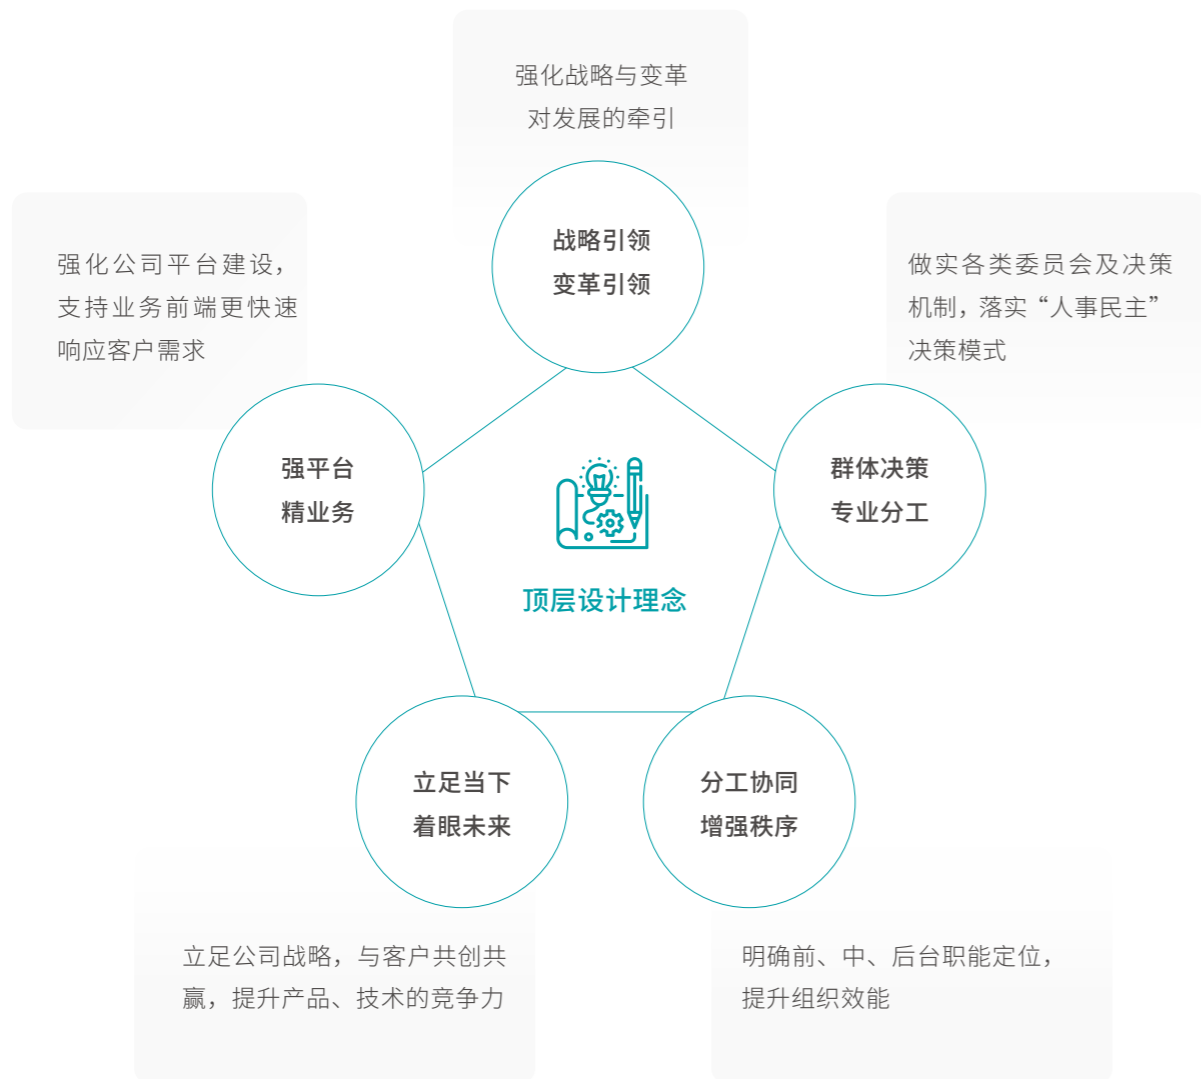 强化战略与变革
对发展的牵引
战略引领
变革引领
强化公司平台建设，
支持业务前端更快速
响应客户需求
强平台
精业务
做实各类委员会及决策
机制，落实“人事民主”
决策模式
群体决策
专业分工
顶层设计理念
立足当下
着眼未来
立足公司战略，与客户共创共
赢，提升产品、技术的竞争力
分工协同
增强秩序
明确前、中、后台职能定位，
提升组织效能